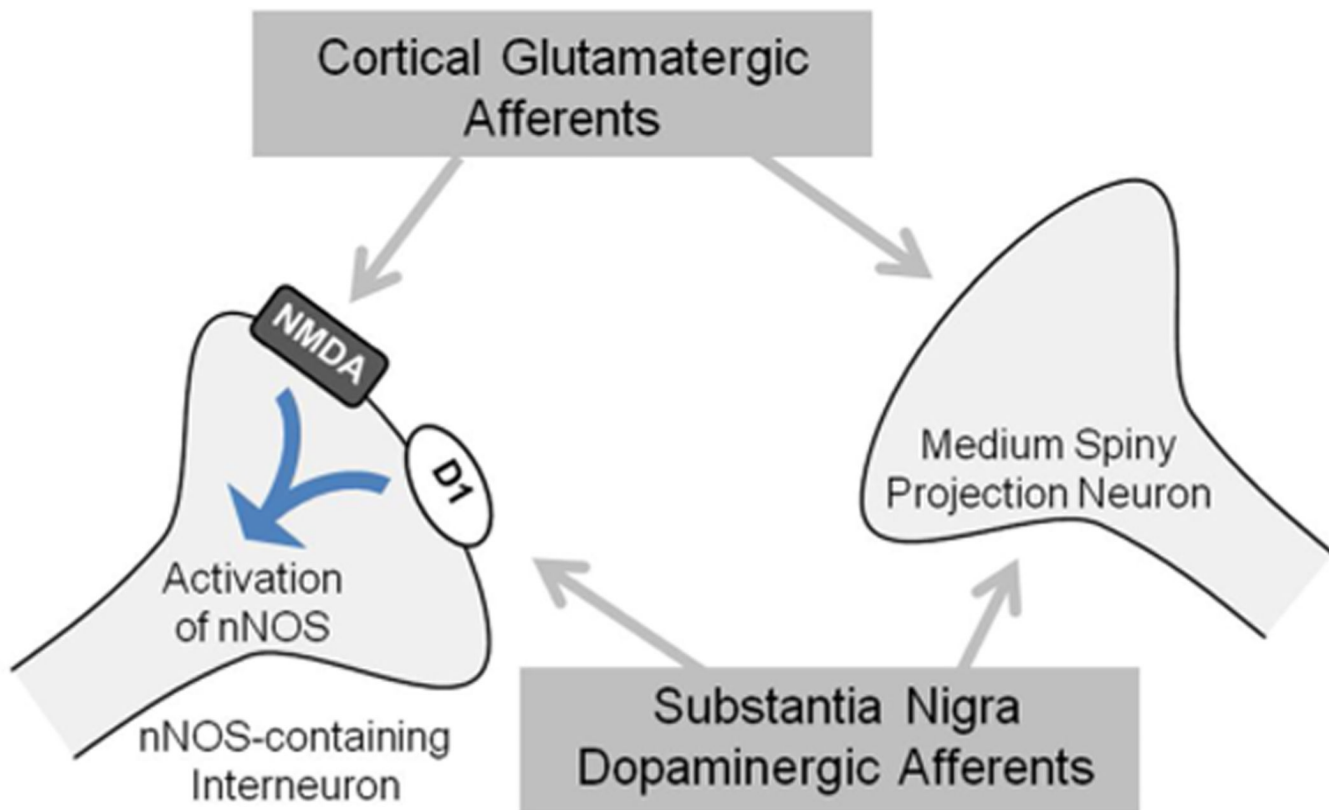 Cortical Glutamatergic
Afferents
NMDA
D1
Activation
of nNOS
nNOS-containing
Interneuron
Medium Spiny
Projection Neuron
Substantia Nigra
Dopaminergic Afferents